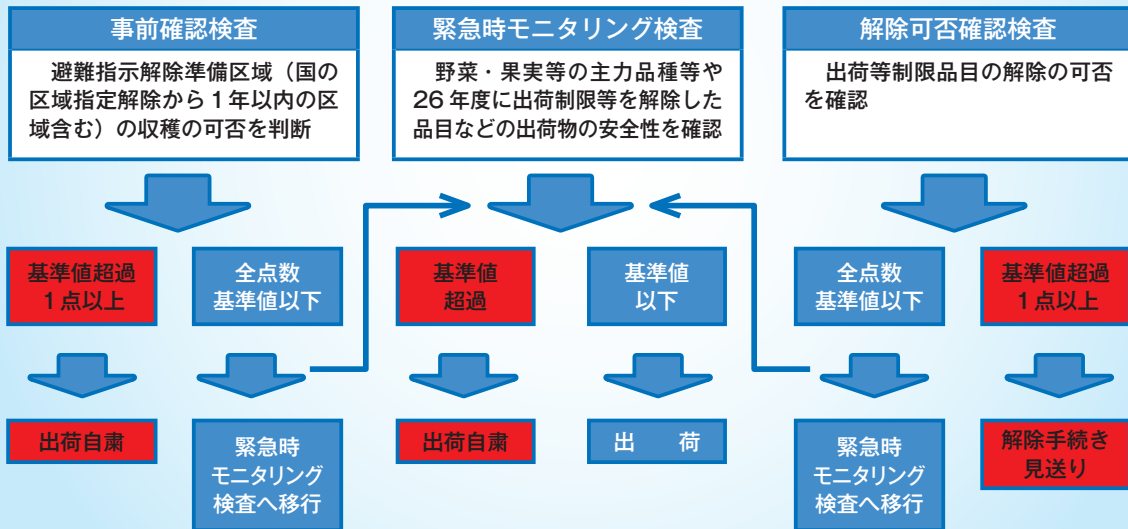 事前確認検査
避難指示解除準備区域（国の
区域指定解除から1年以内の区
域含む）の収穫の可否を判断
緊急時モニタリング検査
野菜・果実等の主力品種等や
26年度に出荷制限等を解除した
品目などの出荷物の安全性を確認
解除可否確認検査
出荷等制限品目の解除の可否
を確認
基準値超過
1点以上
全点数
基準値以下
基準値
超過
基準値
以下
全点数
基準値以下
基準値超過
1点以上
出荷自粛
緊急時
モニタリング
検査へ移行
出荷自粛
出　荷
緊急時
モニタリング
検査へ移行
解除手続き
見送り